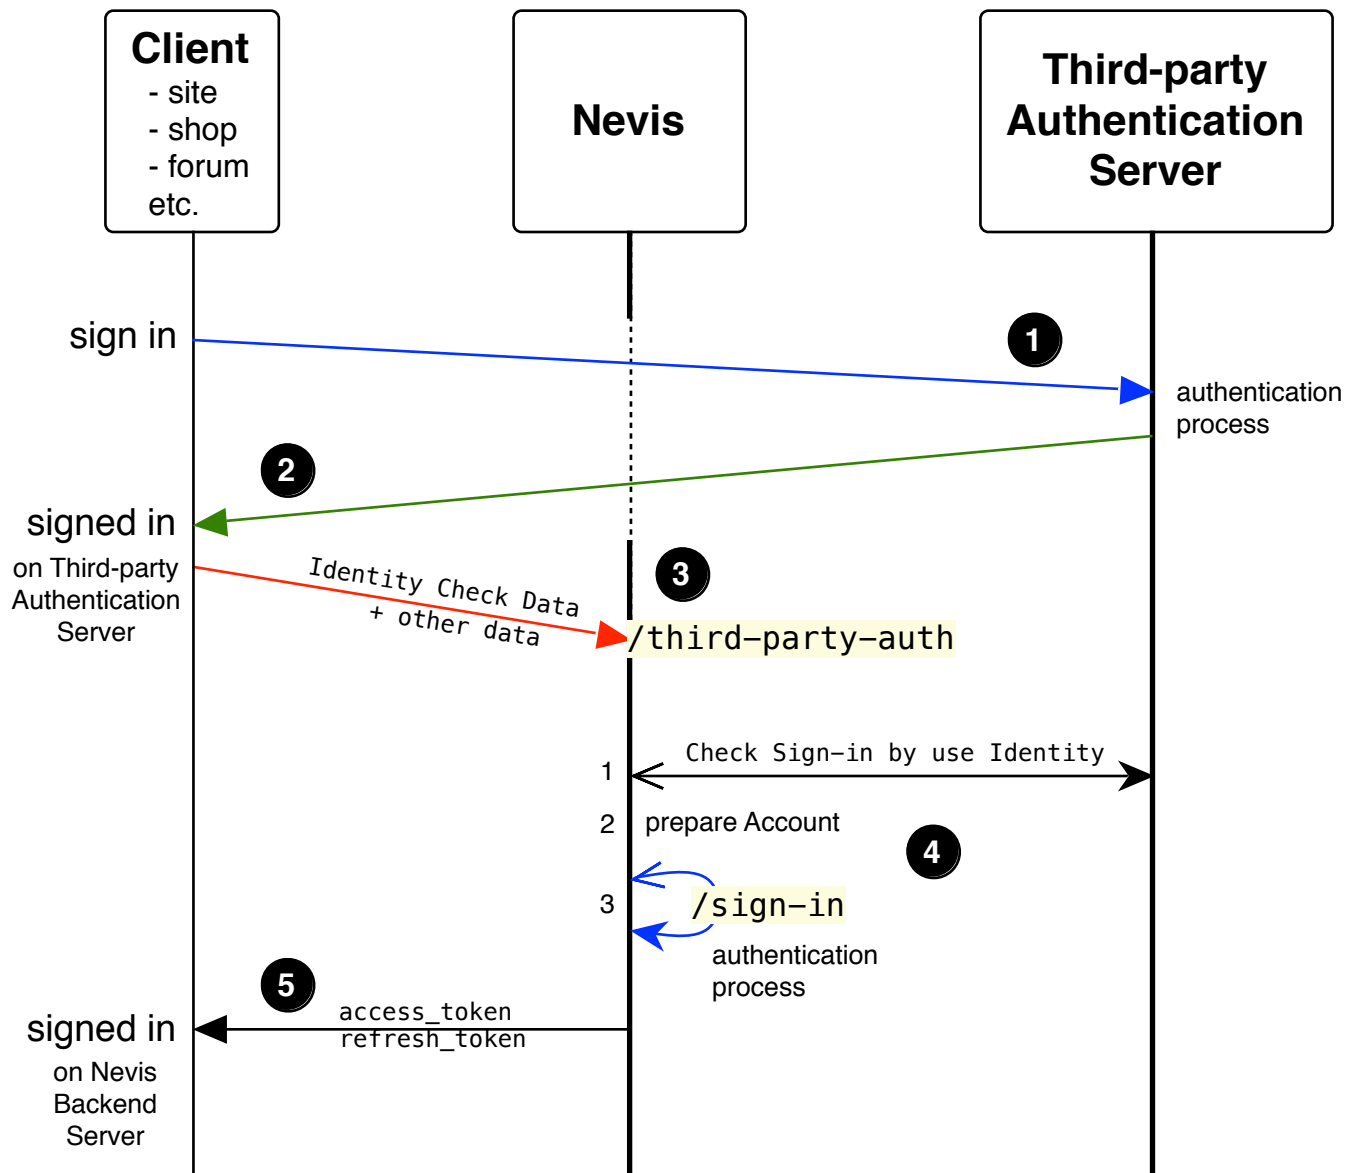 Client
- site
- shop
- forum
etc.
Nevis
Third-party
Authentication
Server
sign in
1
authentication
process
2
signed in
on Third-party
Authentication
Server
Identity Check Data
+ other data
3
/third-party-auth
Check Sign-in by use Identity
1
2
prepare Account
4
3
/sign-in
authentication
process
5
access_token
refresh_token
signed in
on Nevis
Backend
Server